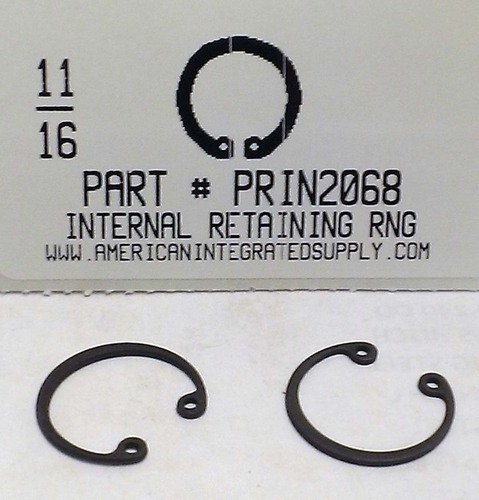 11
16
PART # PRIN2068
INTERNAL RETAINING RNG
WWW.AMERICANINTEGRATEDSUPPLY.COM